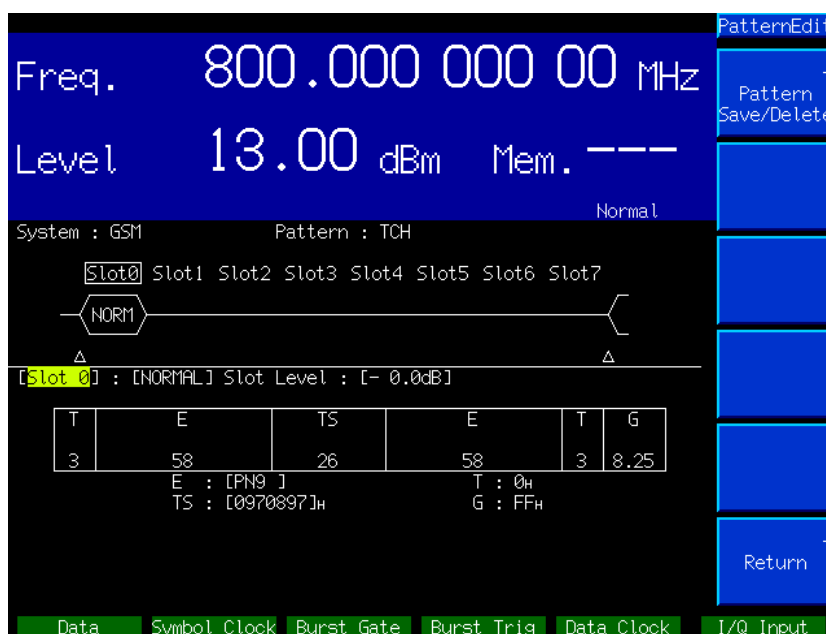 PatternEdit
Freq. 800.000 000 00 MHz
Pattern
Save/Delete
Level 13.00 dBm Mem. ---
Normal
System : GSM Pattern : TCH
Slot0 Slot1 Slot2 Slot3 Slot4 Slot5 Slot6 Slot7
NORM
[Slot 0] : [NORMAL] Slot Level : [- 0.0dB]
T E TS E T G
3 58 26 58 3 8.25
E : [PN9 ] T : 0H
TS : [0970897]H G : FFH
Return
Data Symbol Clock Burst Gate Burst Trig Data Clock I/Q Input